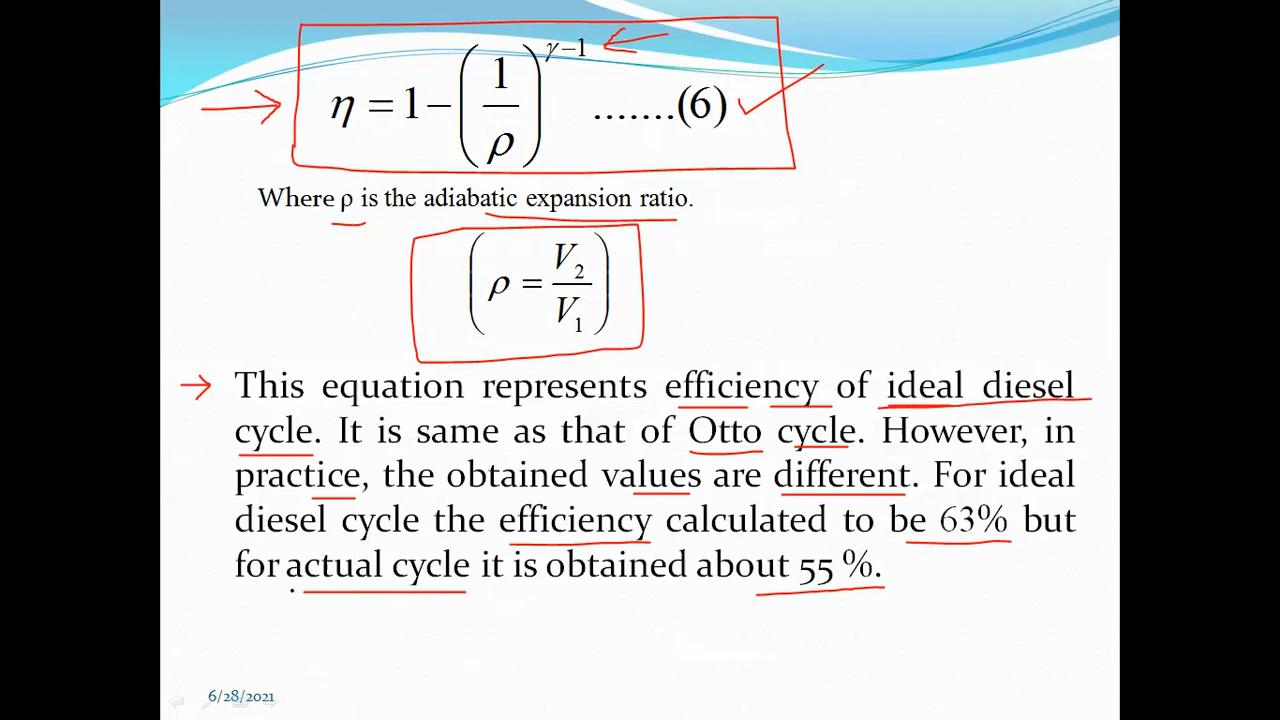 η = 1 − (1/ρ)^(γ−1) .......(6)
Where ρ is the adiabatic expansion ratio.
(ρ = V₂/V₁)
This equation represents efficiency of ideal diesel
cycle. It is same as that of Otto cycle. However, in
practice, the obtained values are different. For ideal
diesel cycle the efficiency calculated to be 63% but
for actual cycle it is obtained about 55 %.
6/28/2021